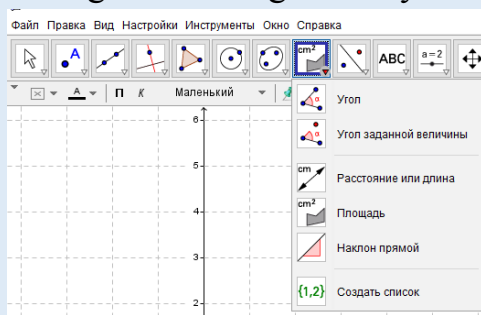 Файл Правка Вид Настройки Инструменты Окно Справка
A cm² ABC a=2
А П К Маленький
α Угол
α Угол заданной величины
cm Расстояние или длина
cm² Площадь
Наклон прямой
{1,2} Создать список
6
5
4
3
2